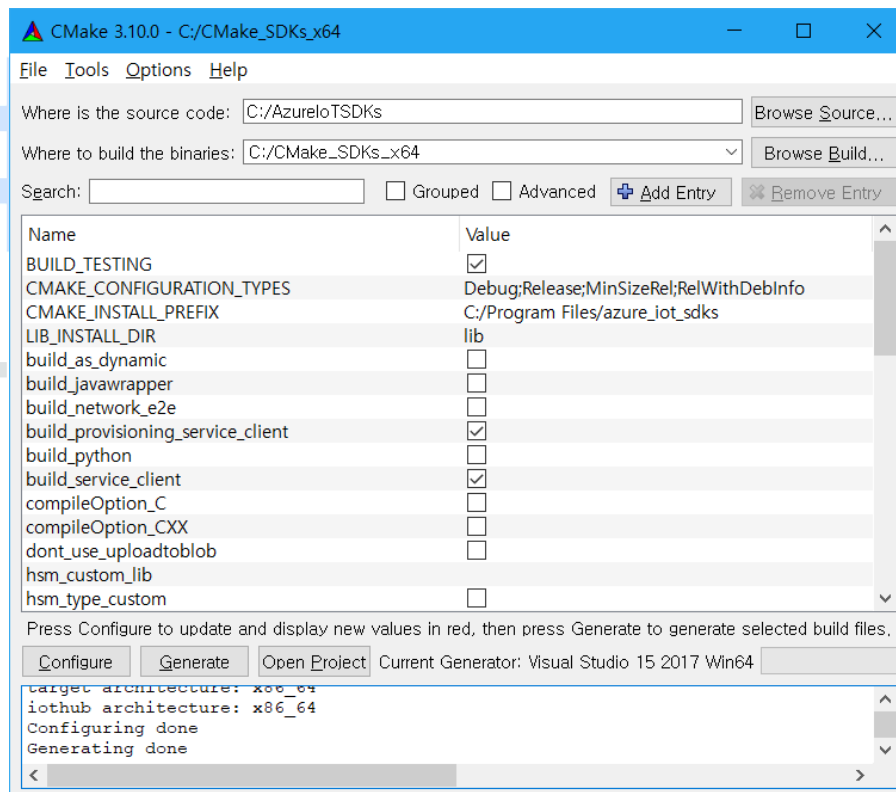 CMake 3.10.0 - C:/CMake_SDKs_x64
File Tools Options Help
Where is the source code: C:/AzureIoTSDKs Browse Source...
Where to build the binaries: C:/CMake_SDKs_x64 Browse Build...
Search: Grouped Advanced Add Entry Remove Entry
Name Value
BUILD_TESTING
CMAKE_CONFIGURATION_TYPES Debug;Release;MinSizeRel;RelWithDebInfo
CMAKE_INSTALL_PREFIX C:/Program Files/azure_iot_sdks
LIB_INSTALL_DIR lib
build_as_dynamic
build_javawrapper
build_network_e2e
build_provisioning_service_client
build_python
build_service_client
compileOption_C
compileOption_CXX
dont_use_uploadtoblob
hsm_custom_lib
hsm_type_custom
Press Configure to update and display new values in red, then press Generate to generate selected build files.
Configure Generate Open Project Current Generator: Visual Studio 15 2017 Win64
target architecture: x86_64
iothub architecture: x86_64
Configuring done
Generating done